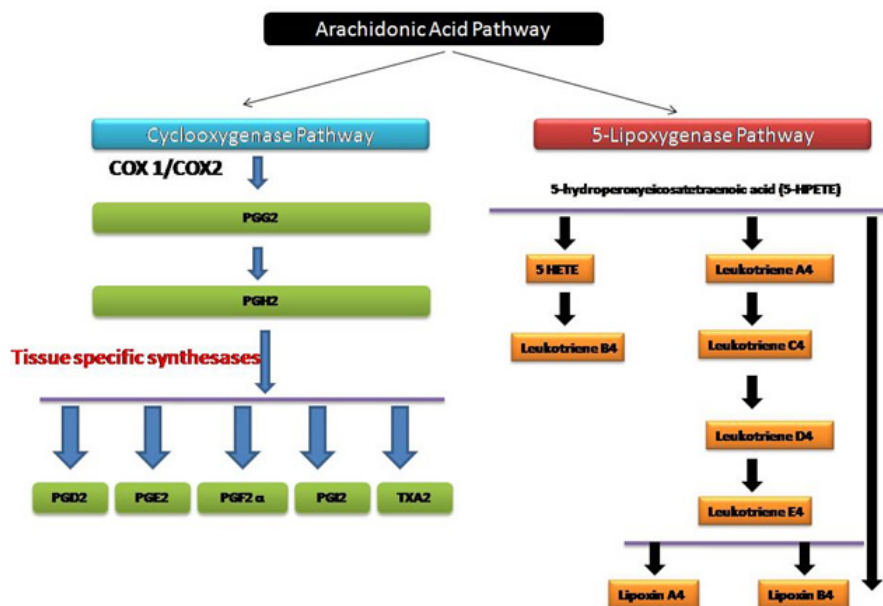 Arachidonic Acid Pathway
Cyclooxygenase Pathway
COX 1/COX2
PGG2
PGH2
Tissue specific synthesases
PGD2
PGE2
PGF2 α
PGI2
TXA2
5-Lipoxygenase Pathway
5-hydroperoxyeicosatetraenoic acid (5-HPETE)
5 HETE
Leukotriene A4
Leukotriene B4
Leukotriene C4
Leukotriene D4
Leukotriene E4
Lipoxin A4
Lipoxin B4